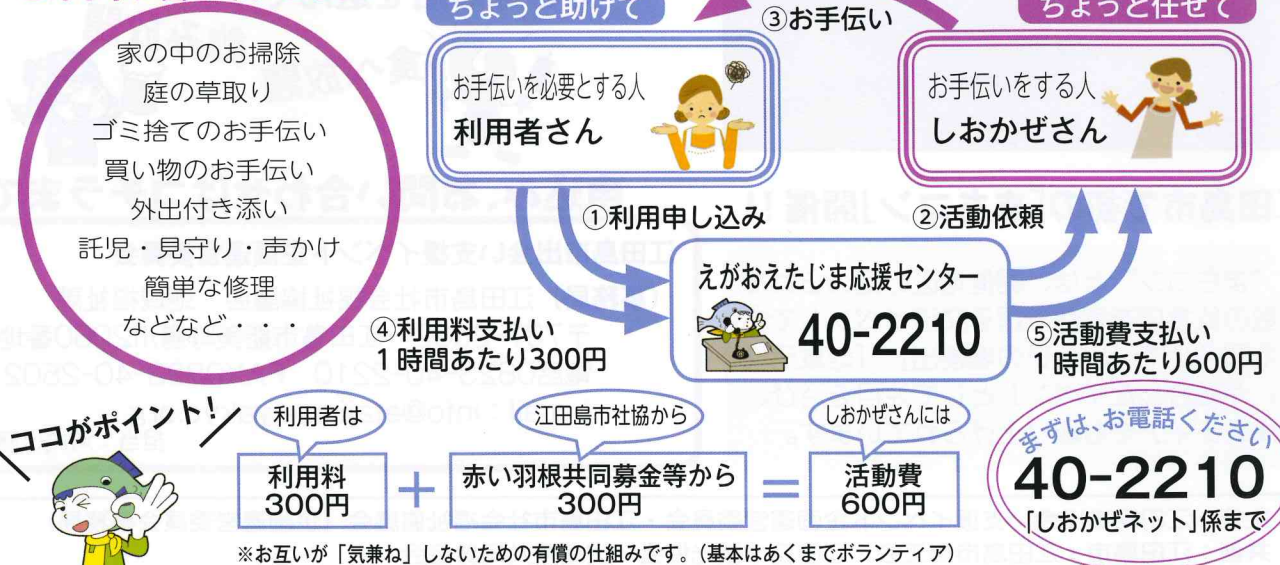 ちょっと助けて
③お手伝い
ちょっと任せて
家の中のお掃除
庭の草取り
ゴミ捨てのお手伝い
買い物のお手伝い
外出付き添い
託児・見守り・声かけ
簡単な修理
などなど・・・
お手伝いを必要とする人
利用者さん
お手伝いをする人
しおかぜさん
①利用申し込み
②活動依頼
えがおえたじま応援センター
40-2210
④利用料支払い
1時間あたり300円
⑤活動費支払い
1時間あたり600円
ココがポイント!
利用者は
利用料
300円
+
江田島市社協から
赤い羽根共同募金等から
300円
=
しおかぜさんには
活動費
600円
まずは、お電話ください
40-2210
「しおかぜネット」係まで
※お互いが「気兼ね」しないための有償の仕組みです。(基本はあくまでボランティア)